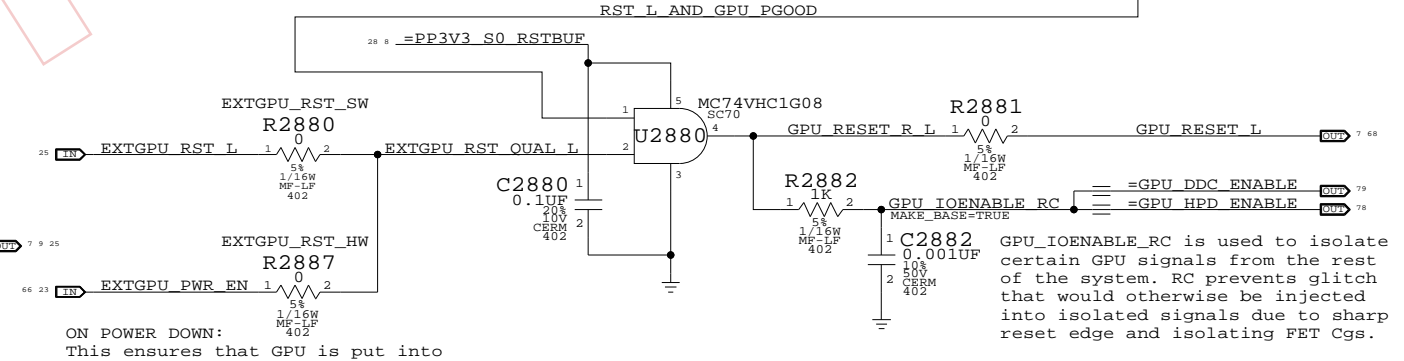 RST_L_AND_GPU_PGOOD
28 8 =PP3V3_S0_RSTBUF
EXTGPU_RST_SW
R2880
0
25 IN EXTGPU_RST_L 1 2 EXTGPU_RST_QUAL_L
5%
1/16W
MF-LF
402
1
2
5
MC74VHC1G08
SC70
U2880
4
3
GPU_RESET_R_L
R2881
0
1 2
5%
1/16W
MF-LF
402
GPU_RESET_L OUT 7 68
C2880 1
0.1UF
20%
10V
CERM 2
402
R2882
1K
1 2
5%
1/16W
MF-LF
402
GPU_IOENABLE_RC
MAKE_BASE=TRUE
=GPU_DDC_ENABLE OUT 79
=GPU_HPD_ENABLE OUT 78
1 C2882
0.001UF
10%
50V
2 CERM
402
OUT 7 9 25
EXTGPU_RST_HW
R2887
0
66 23 IN EXTGPU_PWR_EN 1 2
5%
1/16W
MF-LF
402
GPU_IOENABLE_RC is used to isolate
certain GPU signals from the rest
of the system. RC prevents glitch
that would otherwise be injected
into isolated signals due to sharp
reset edge and isolating FET Cgs.
ON POWER DOWN:
This ensures that GPU is put into